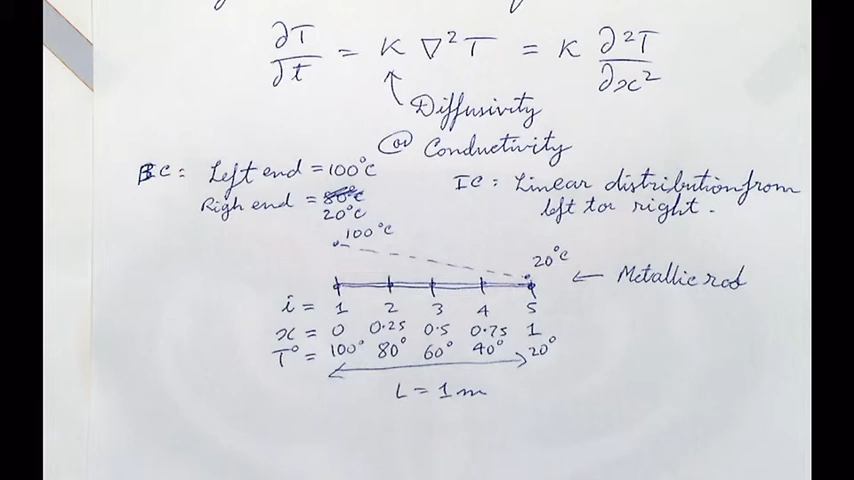 ∂T/∂t = K ∇²T = K ∂²T/∂x²
Diffusivity
(or) Conductivity
BC: Left end = 100°C
Righ end = 80°C
20°C
IC: Linear distribution from
left tor right.
100°C
20°C
← Metallic rod
i = 1 2 3 4 5
x = 0 0.25 0.5 0.75 1
T° = 100° 80° 60° 40° 20°
L = 1m